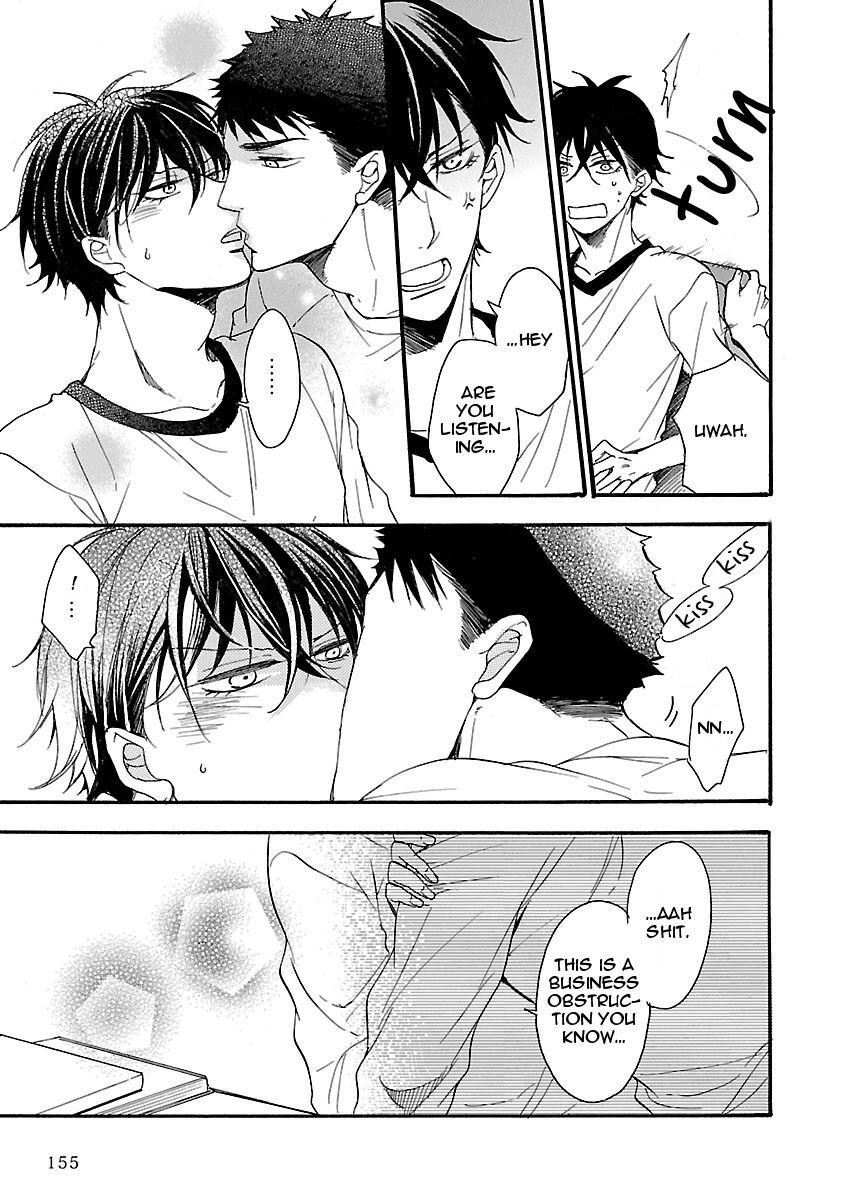 turn
UWAH.
...HEY
ARE
YOU
LISTEN-
ING...
......
kiss
kiss
NN...
...!
...AAH
SHIT.
THIS IS A
BUSINESS
OBSTRUC-
TION YOU
KNOW...
155